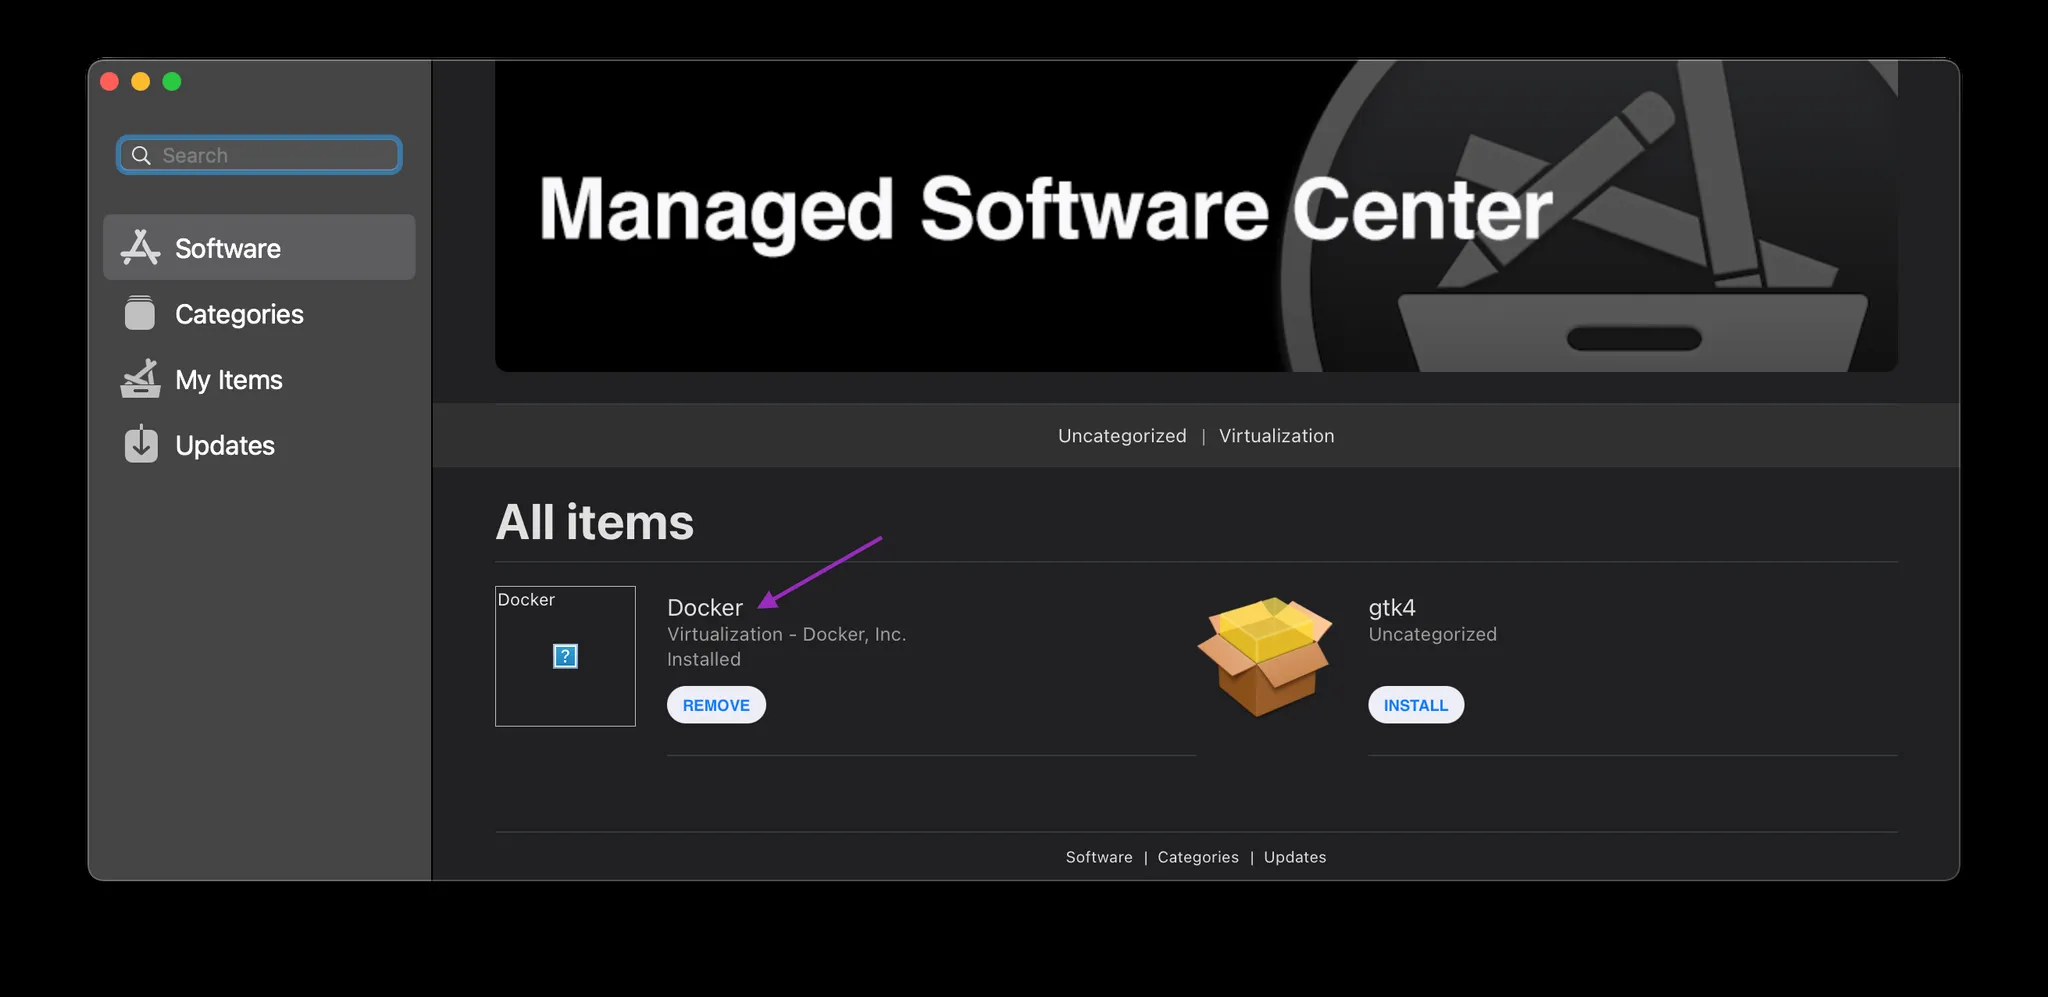 Search
Software
Categories
My Items
Updates
Managed Software Center
Uncategorized | Virtualization
All items
Docker
?
Docker
Virtualization - Docker, Inc.
Installed
REMOVE
gtk4
Uncategorized
INSTALL
Software | Categories | Updates